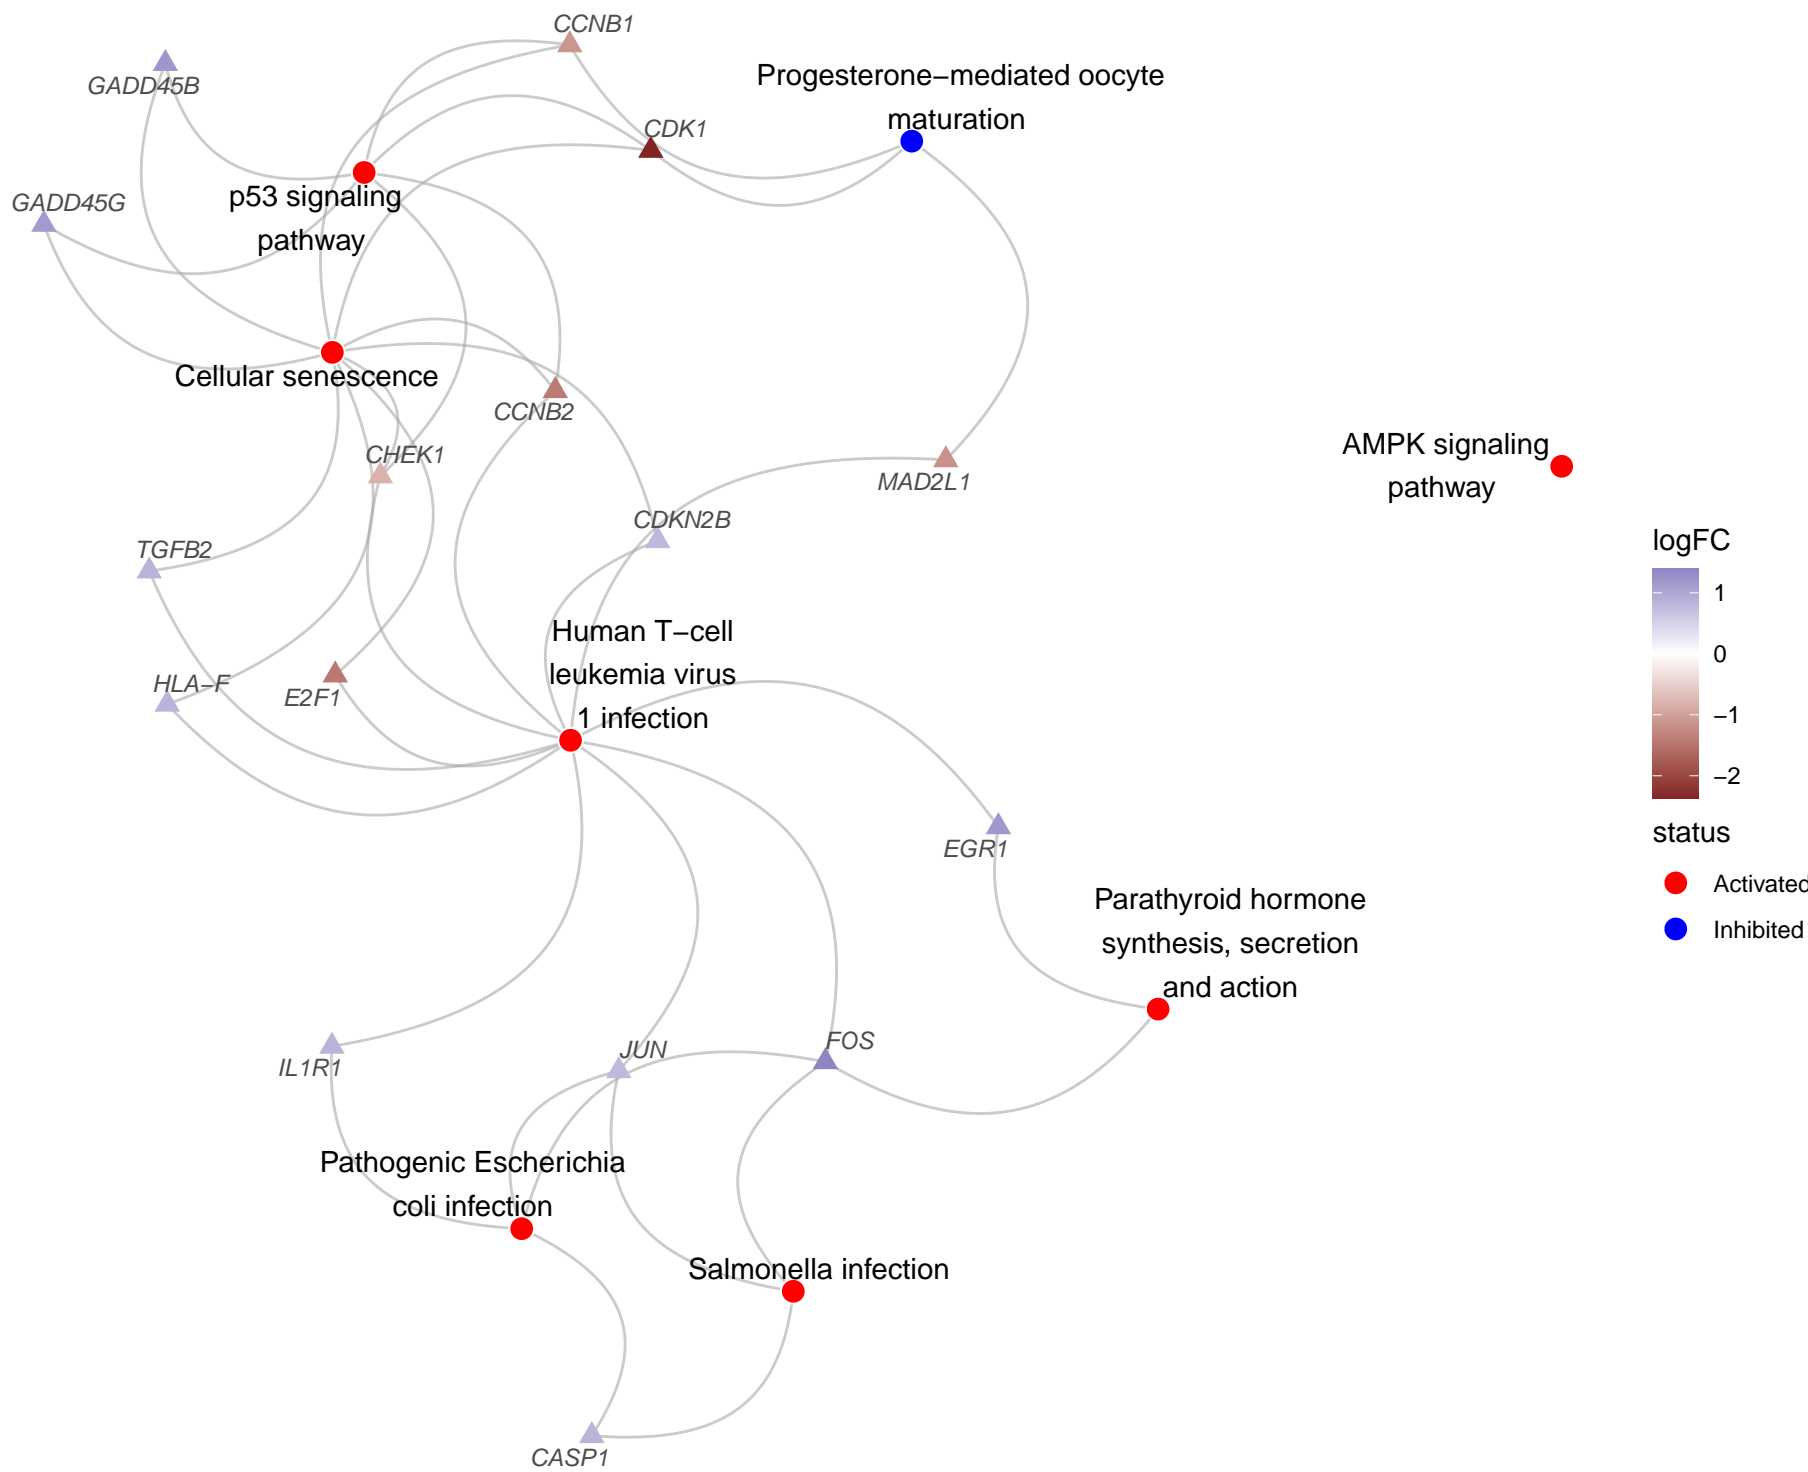 CCNB1
GADD45B
Progesterone−mediated oocyte
maturation
CDK1
p53 signaling
pathway
GADD45G
Cellular senescence
CCNB2
CHEK1
MAD2L1
AMPK signaling
pathway
CDKN2B
TGFB2
HLA−F
E2F1
Human T−cell
leukemia virus
1 infection
EGR1
Parathyroid hormone
synthesis, secretion
and action
IL1R1
JUN
FOS
Pathogenic Escherichia
coli infection
Salmonella infection
CASP1
logFC
1
0
−1
−2
status
Activated
Inhibited